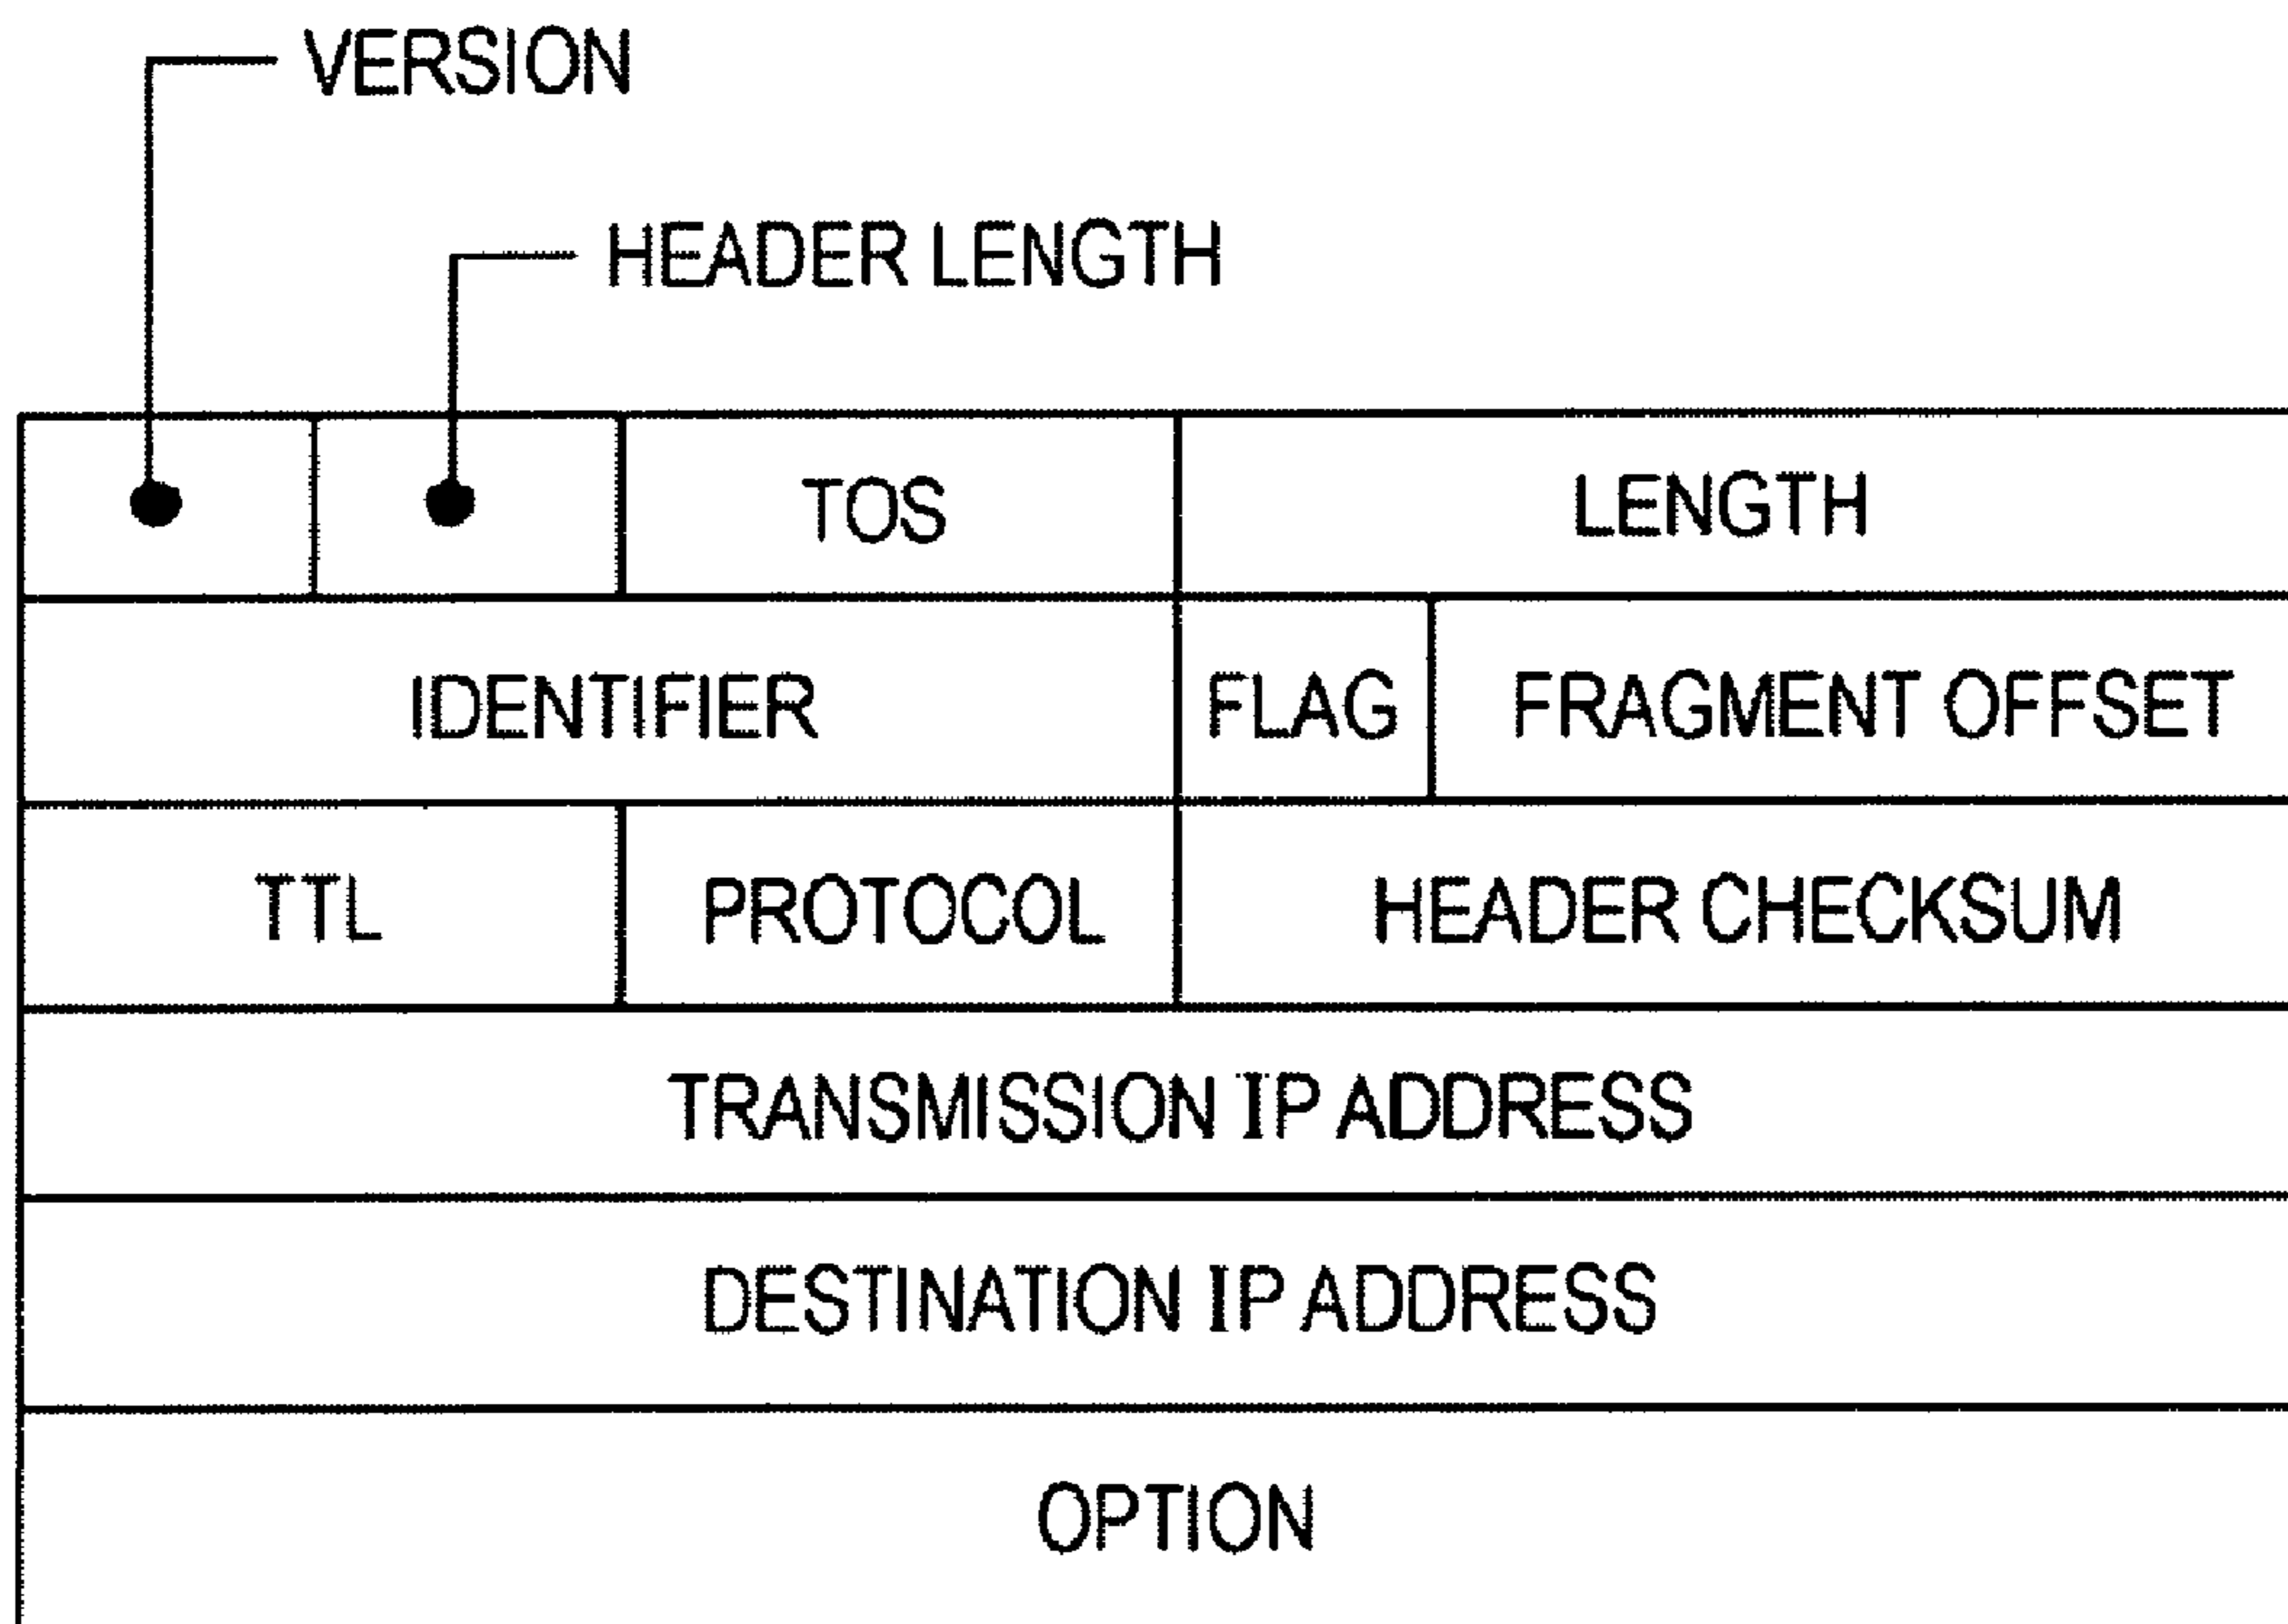 VERSION
HEADER LENGTH
TOS
LENGTH
IDENTIFIER
FLAG
FRAGMENT OFFSET
TTL
PROTOCOL
HEADER CHECKSUM
TRANSMISSION IP ADDRESS
DESTINATION IP ADDRESS
OPTION